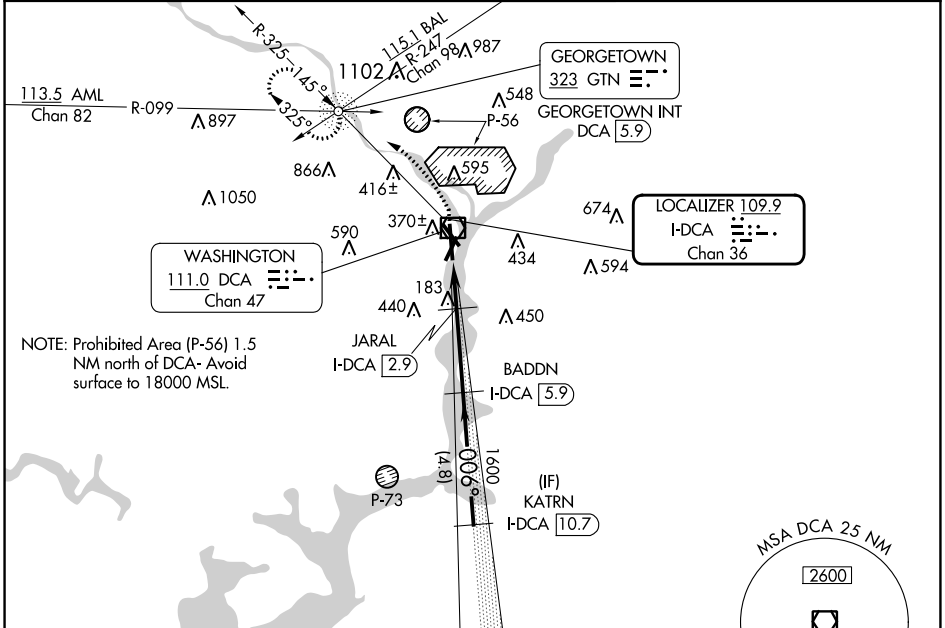 R-325
145°
325°
115.1 BAL
R-247
Chan 98
987
1102
GEORGETOWN
323 GTN
GEORGETOWN INT
DCA 5.9
113.5 AML
Chan 82
R-099
897
548
P-56
866
416±
595
1050
370±
590
674
434
594
LOCALIZER 109.9
I-DCA
Chan 36
WASHINGTON
111.0 DCA
Chan 47
183
440
450
NOTE: Prohibited Area (P-56) 1.5
NM north of DCA- Avoid
surface to 18000 MSL.
JARAL
I-DCA 2.9
BADDN
I-DCA 5.9
1600
006°
(4.8)
P-73
(IF)
KATRN
I-DCA 10.7
MSA DCA 25 NM
2600